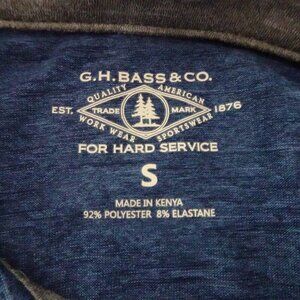 G.H. BASS & CO.
QUALITY AMERICAN
EST. TRADE MARK 1876
WORK WEAR SPORTSWEAR
FOR HARD SERVICE
S
MADE IN KENYA
92% POLYESTER 8% ELASTANE